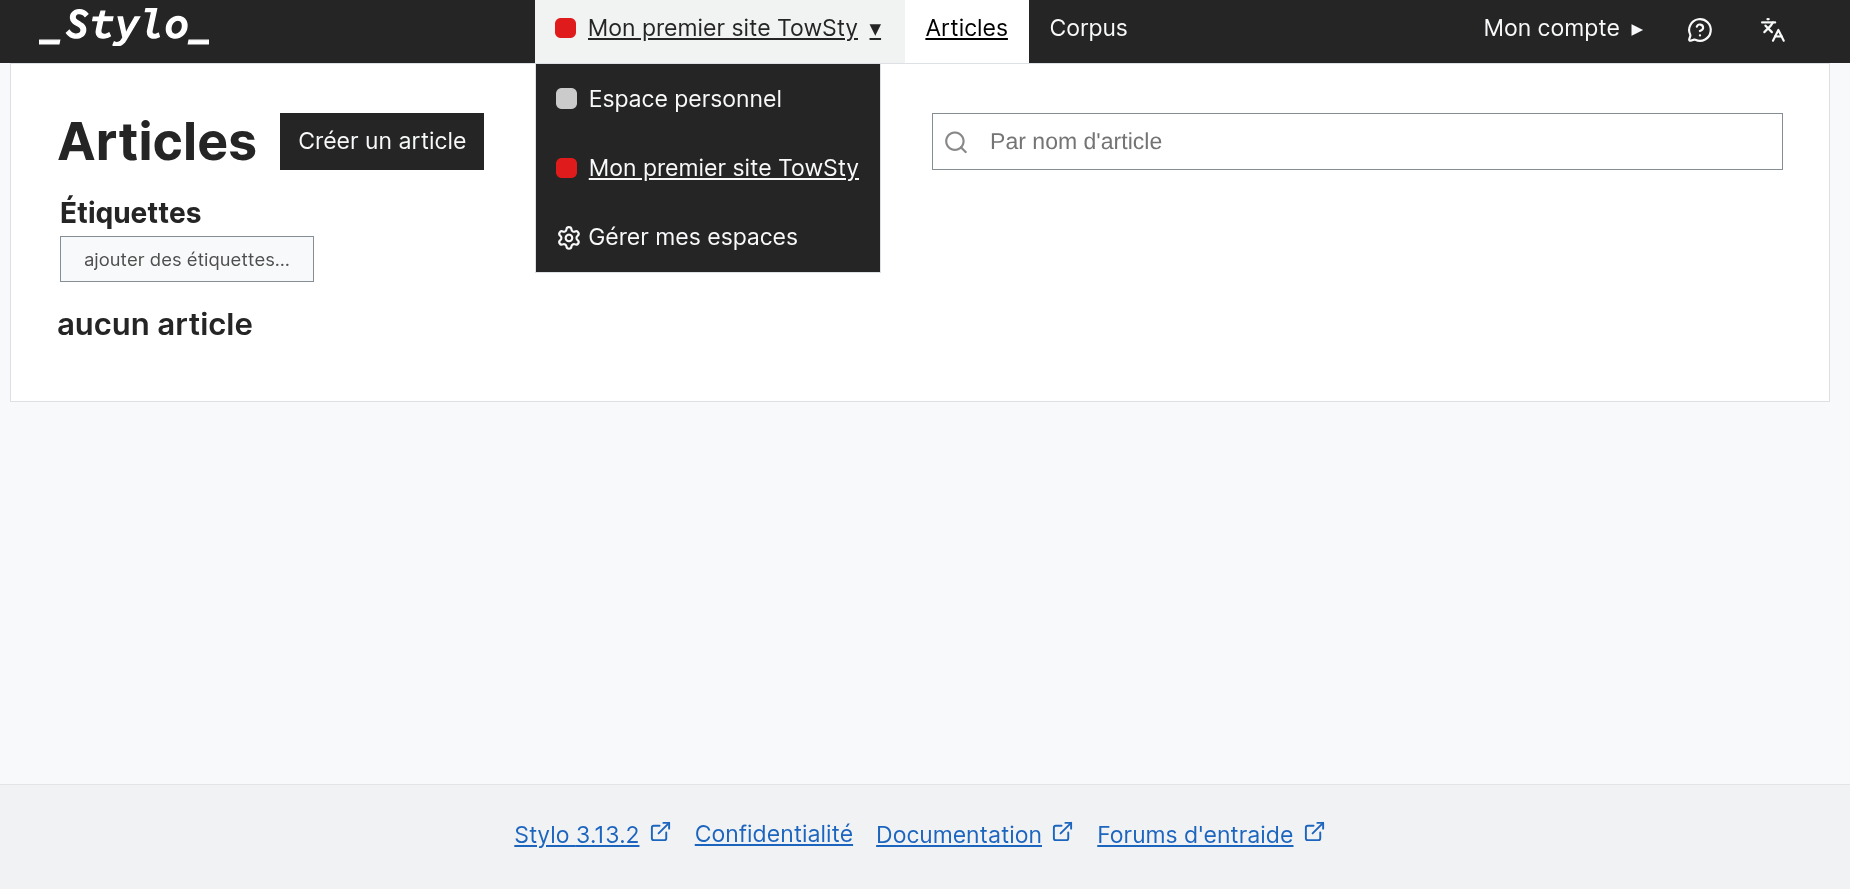 _Stylo_
Mon premier site TowSty ▾
Articles
Corpus
Mon compte ▸
Espace personnel
Mon premier site TowSty
Gérer mes espaces
Articles
Créer un article
Par nom d'article
Étiquettes
ajouter des étiquettes...
aucun article
Stylo 3.13.2
Confidentialité
Documentation
Forums d'entraide